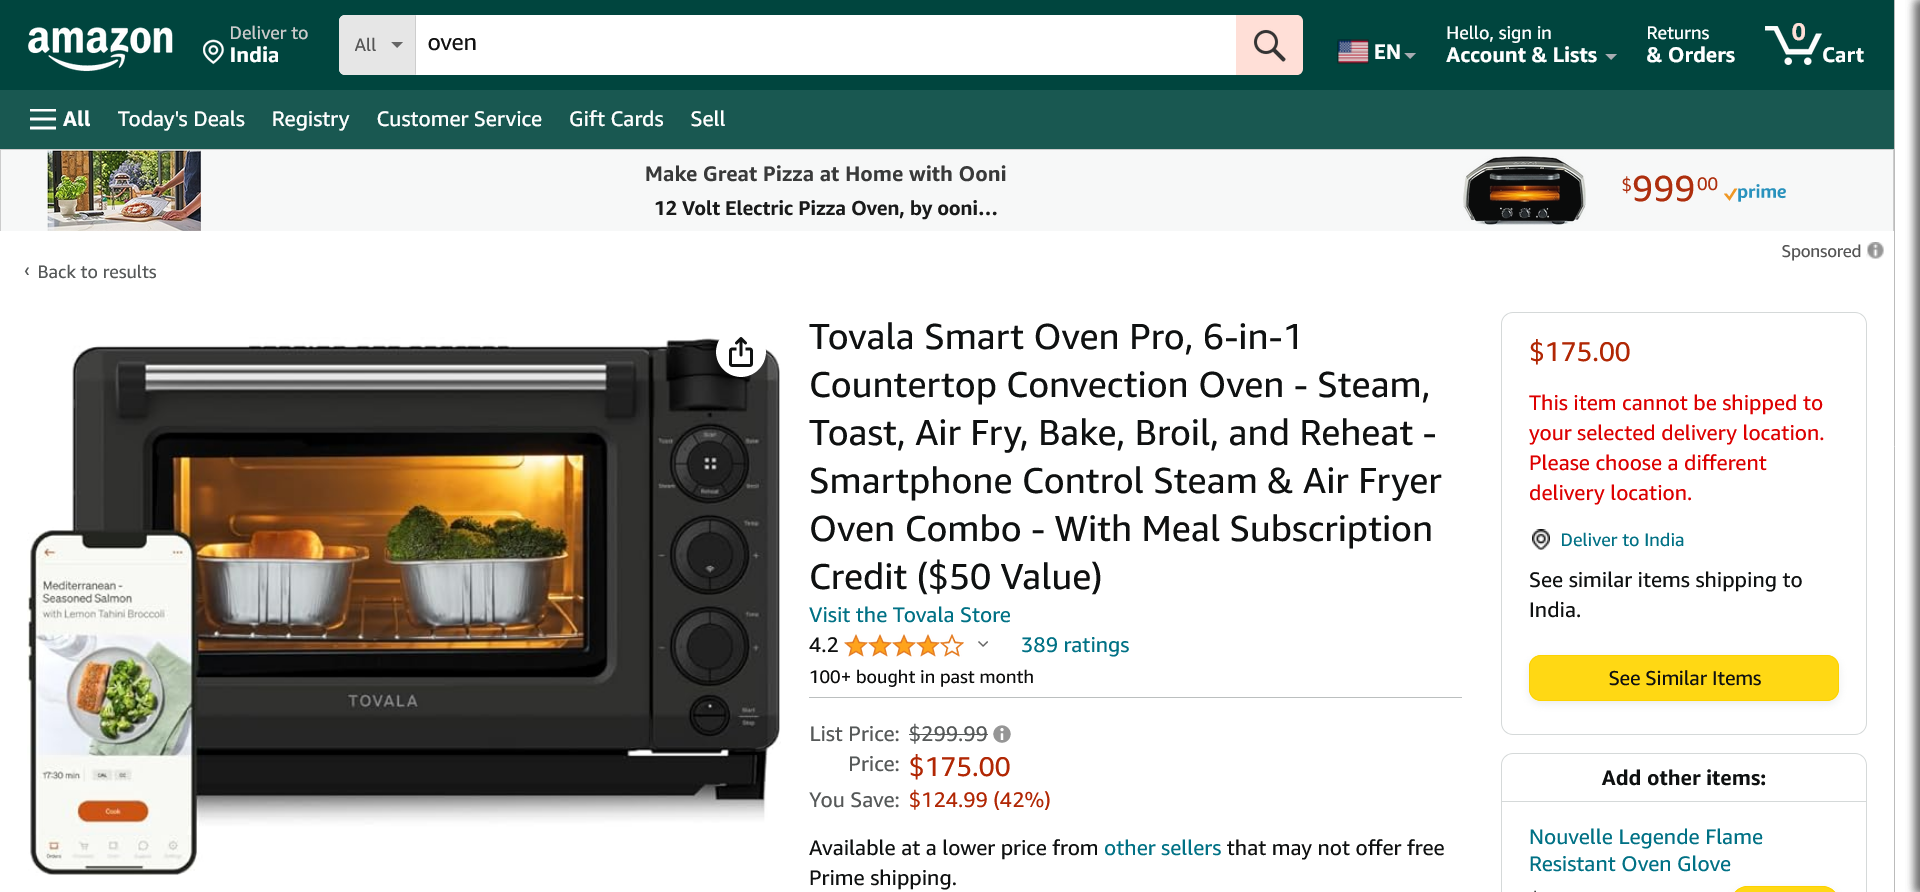 amazon
Deliver to
India
All
oven
EN
Hello, sign in
Account & Lists
Returns
& Orders
0
Cart
All
Today's Deals
Registry
Customer Service
Gift Cards
Sell
Make Great Pizza at Home with Ooni
12 Volt Electric Pizza Oven, by ooni...
$999.00
prime
Sponsored
‹ Back to results
Tovala Smart Oven Pro, 6-in-1
Countertop Convection Oven - Steam,
Toast, Air Fry, Bake, Broil, and Reheat -
Smartphone Control Steam & Air Fryer
Oven Combo - With Meal Subscription
Credit ($50 Value)
Visit the Tovala Store
4.2
389 ratings
100+ bought in past month
List Price: $299.99
Price: $175.00
You Save: $124.99 (42%)
Available at a lower price from other sellers that may not offer free
Prime shipping.
TOVALA
Mediterranean -
Seasoned Salmon
with Lemon Tahini Broccoli
17:30 min
CAL
Cook
$175.00
This item cannot be shipped to
your selected delivery location.
Please choose a different
delivery location.
Deliver to India
See similar items shipping to
India.
See Similar Items
Add other items:
Nouvelle Legende Flame
Resistant Oven Glove